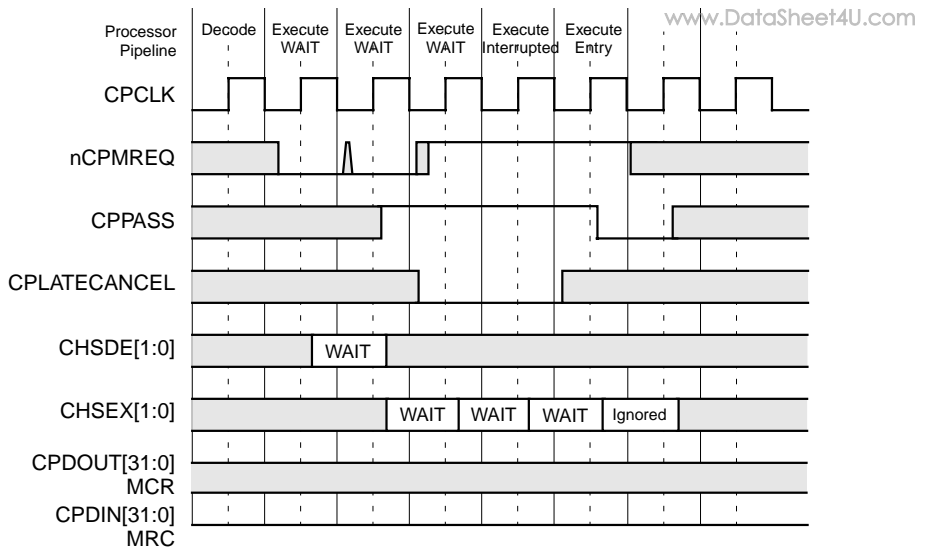 www.DataSheet4U.com
Processor Pipeline
Decode
Execute WAIT
Execute WAIT
Execute WAIT
Execute Interrupted
Execute Entry
CPCLK
nCPMREQ
CPPASS
CPLATECANCEL
CHSDE[1:0]
WAIT
CHSEX[1:0]
WAIT
WAIT
WAIT
Ignored
CPDOUT[31:0]
MCR
CPDIN[31:0]
MRC